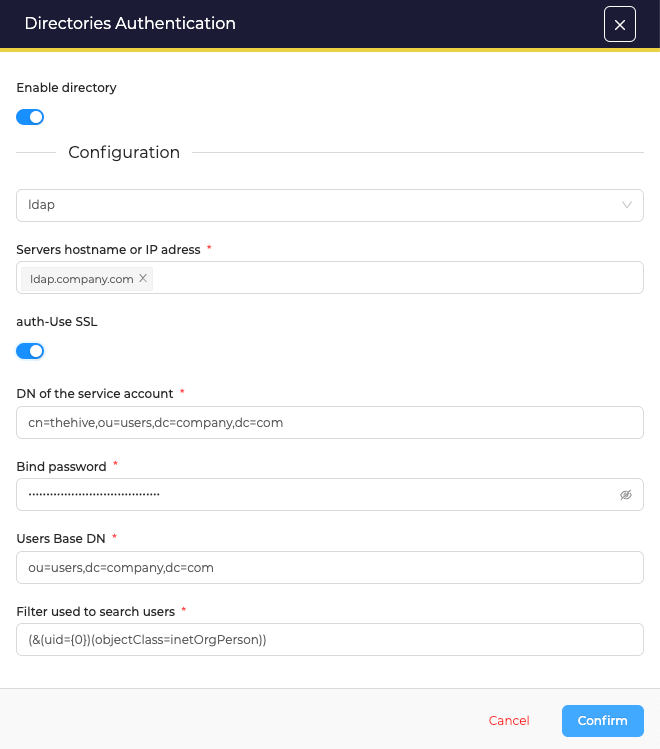 Directories Authentication
Enable directory
Configuration
ldap
Servers hostname or IP adress *
ldap.company.com
auth-Use SSL
DN of the service account *
cn=thehive,ou=users,dc=company,dc=com
Bind password *
••••••••••••••••••••••••••••••••••••
Users Base DN *
ou=users,dc=company,dc=com
Filter used to search users *
(&(uid={0})(objectClass=inetOrgPerson))
Cancel Confirm